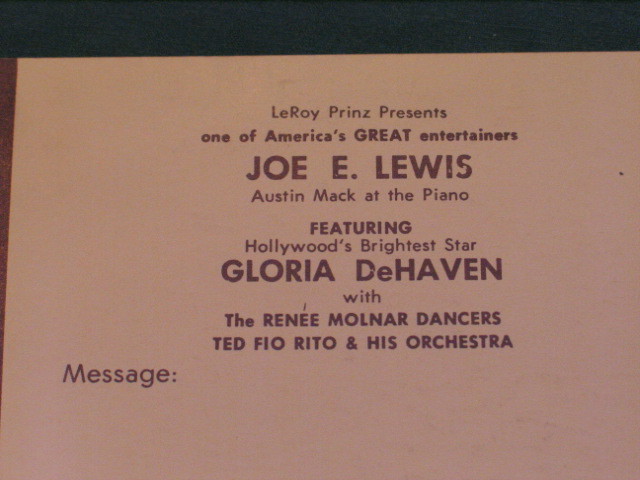 LeRoy Prinz Presents
one of America's GREAT entertainers
JOE E. LEWIS
Austin Mack at the Piano
FEATURING
Hollywood's Brightest Star
GLORIA DeHAVEN
with
The RENÉE MOLNAR DANCERS
TED FIO RITO & HIS ORCHESTRA
Message: